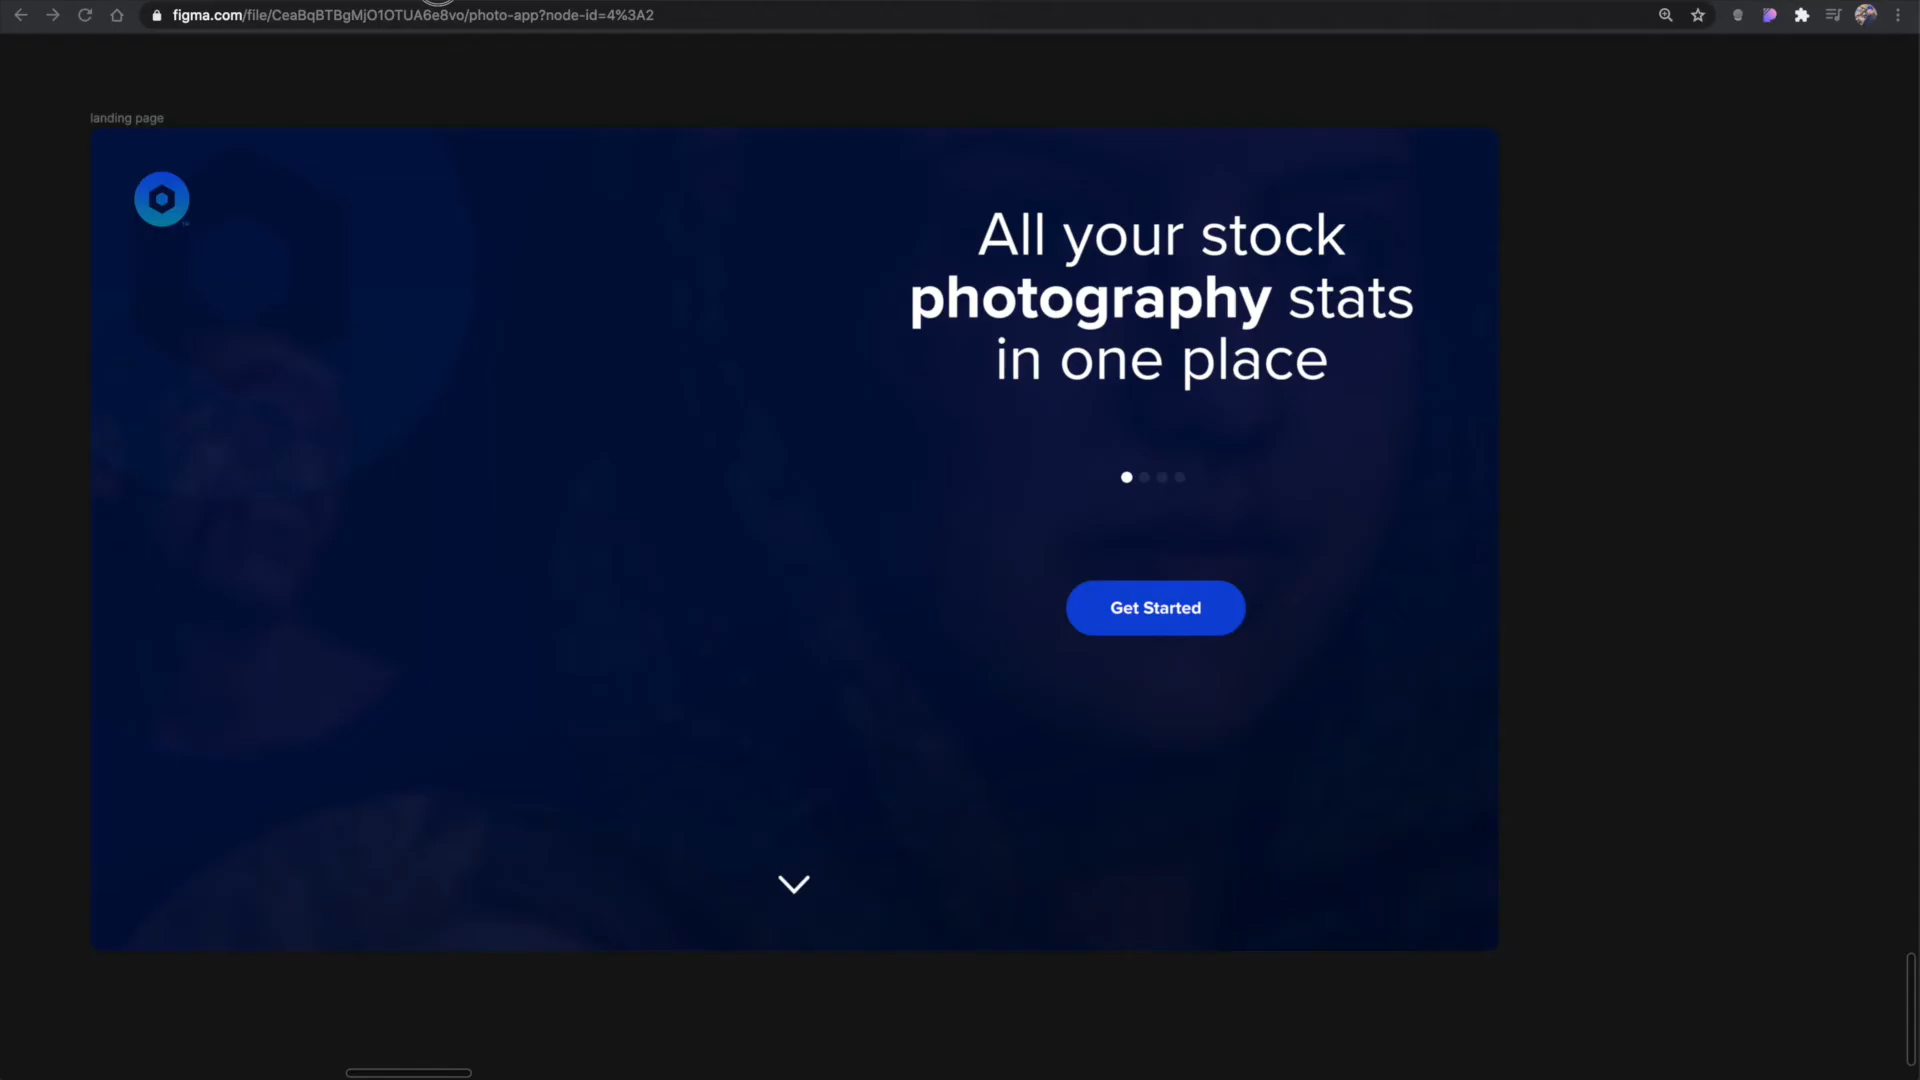 figma.com/file/CeaBqBTBgMjO1OTUA6e8vo/photo-app?node-id=4%3A2
landing page
All your stock
photography stats
in one place
Get Started